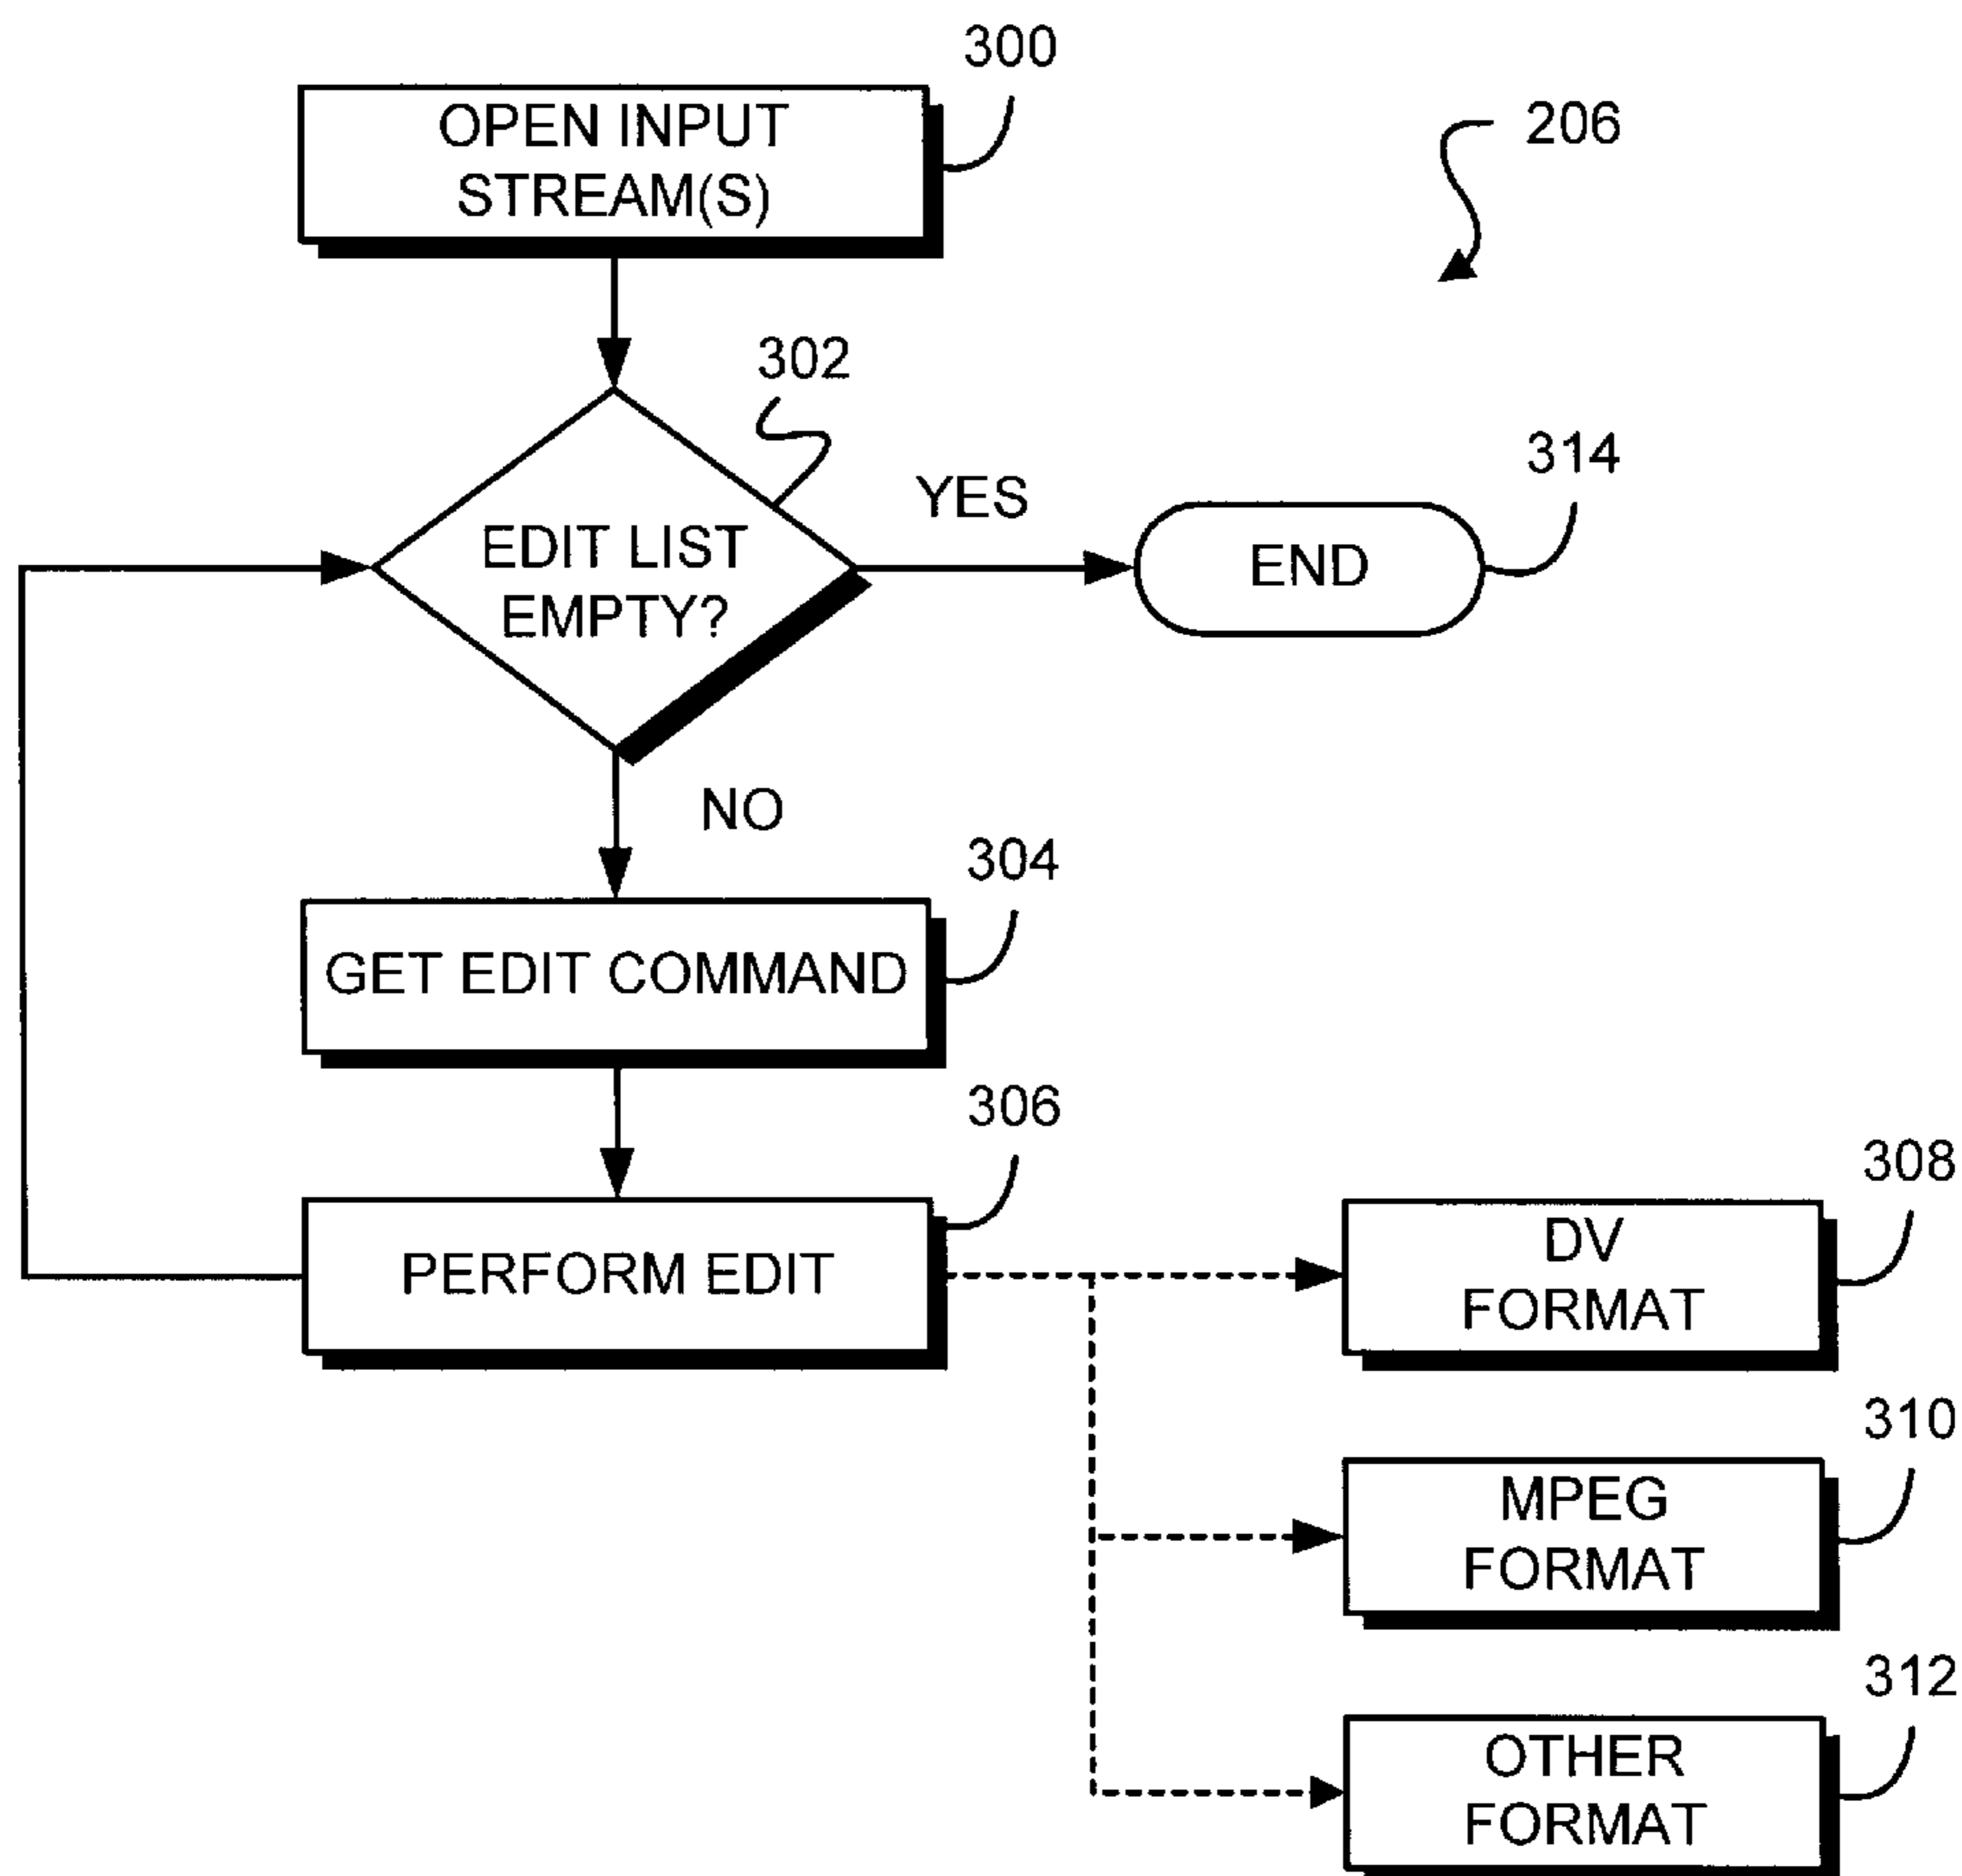 300
OPEN INPUT
STREAM(S)
206
302
YES
314
EDIT LIST
EMPTY?
END
NO
304
GET EDIT COMMAND
306
PERFORM EDIT
308
DV
FORMAT
310
MPEG
FORMAT
312
OTHER
FORMAT